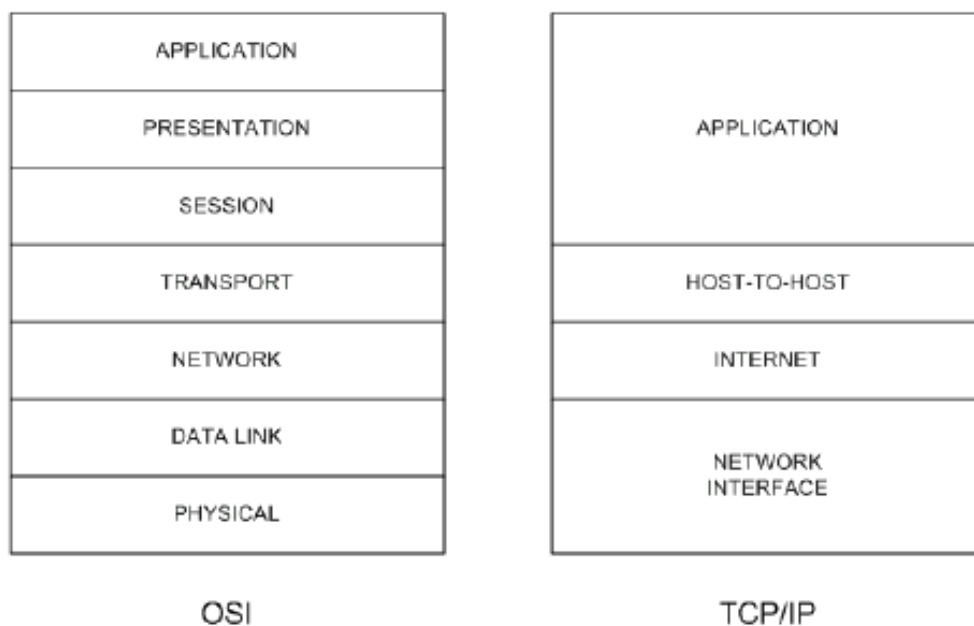 APPLICATION
PRESENTATION
SESSION
TRANSPORT
NETWORK
DATA LINK
PHYSICAL
OSI
APPLICATION
HOST-TO-HOST
INTERNET
NETWORK
INTERFACE
TCP/IP